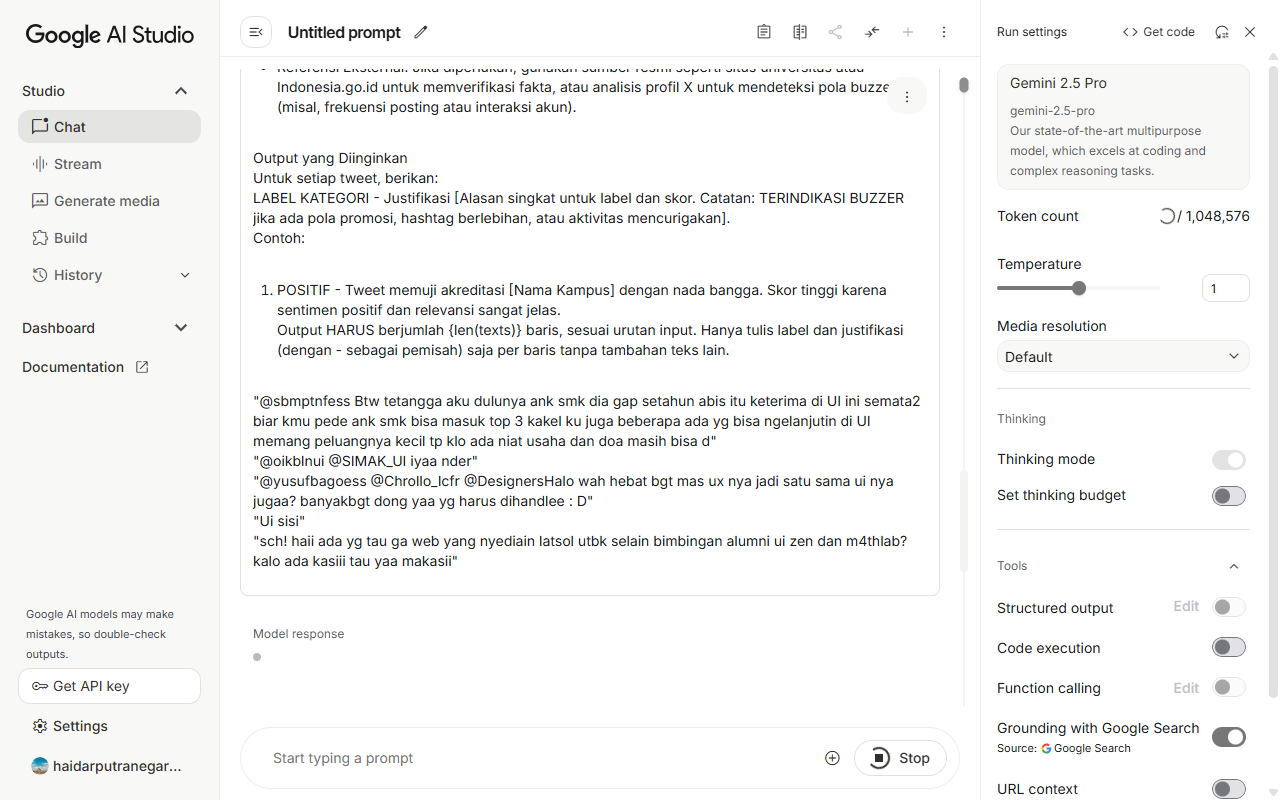 Google AI Studio
Studio
Chat
Stream
Generate media
Build
History
Dashboard
Documentation
Google AI models may make
mistakes, so double-check
outputs.
Get API key
Settings
haidarputranegar...
Untitled prompt
Referensi Eksternal: Jika diperlukan, gunakan sumber resmi seperti situs universitas atau
Indonesia.go.id untuk memverifikasi fakta, atau analisis profil X untuk mendeteksi pola
(misal, frekuensi posting atau interaksi akun).
Output yang Diinginkan
Untuk setiap tweet, berikan:
LABEL KATEGORI - Justifikasi [Alasan singkat untuk label dan skor. Catatan: TERINDIKASI BUZZER
jika ada pola promosi, hashtag berlebihan, atau aktivitas mencurigakan].
Contoh:
1. POSITIF - Tweet memuji akreditasi [Nama Kampus] dengan nada bangga. Skor tinggi karena
sentimen positif dan relevansi sangat jelas.
Output HARUS berjumlah {len(texts)} baris, sesuai urutan input. Hanya tulis label dan justifikasi
(dengan - sebagai pemisah) saja per baris tanpa tambahan teks lain.
"@sbmptnfess Btw tetangga aku dulunya ank smk dia gap setahun abis itu keterima di UI ini semata2
biar kmu pede ank smk bisa masuk top 3 kakel ku juga beberapa ada yg bisa ngelanjutin di UI
memang peluangnya kecil tp klo ada niat usaha dan doa masih bisa d"
"@oikblnui @SIMAK_UI iyaa nder"
"@yusufbagoess @Chrollo_lcfr @DesignersHalo wah hebat bgt mas ux nya jadi satu sama ui nya
jugaa? banyakbgt dong yaa yg harus dihandlee : D"
"Ui sisi"
"sch! haii ada yg tau ga web yang nyediain latsol utbk selain bimbingan alumni ui zen dan m4thlab?
kalo ada kasiii tau yaa makasii"
Model response
Start typing a prompt
Stop
Run settings
Get code
Gemini 2.5 Pro
gemini-2.5-pro
Our state-of-the-art multipurpose
model, which excels at coding and
complex reasoning tasks.
Token count
/ 1,048,576
Temperature
1
Media resolution
Default
Thinking
Thinking mode
Set thinking budget
Tools
Structured output Edit
Code execution
Function calling Edit
Grounding with Google Search
Source: Google Search
URL context